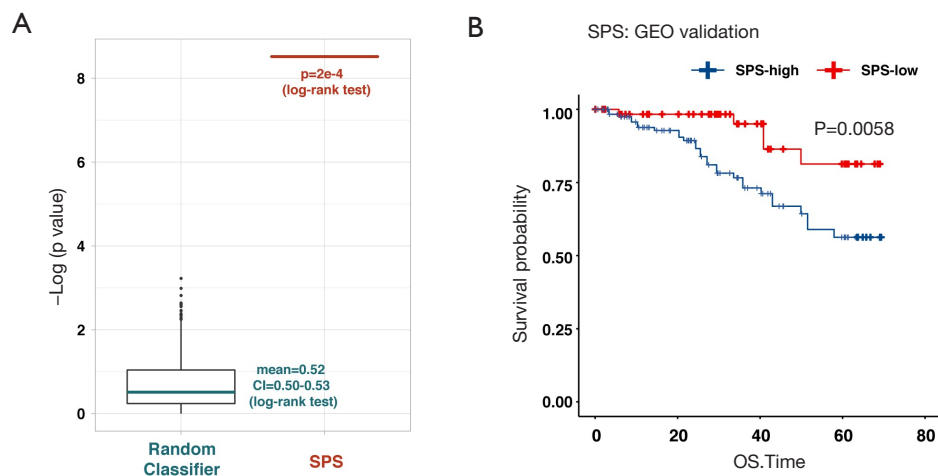 A
−Log (p value)
8
6
4
2
0
p=2e-4
(log-rank test)
mean=0.52
CI=0.50-0.53
(log-rank test)
Random
Classifier
SPS
B
SPS: GEO validation
SPS-high
SPS-low
P=0.0058
Survival probability
1.00
0.75
0.50
0.25
0.00
0
20
40
60
80
OS.Time